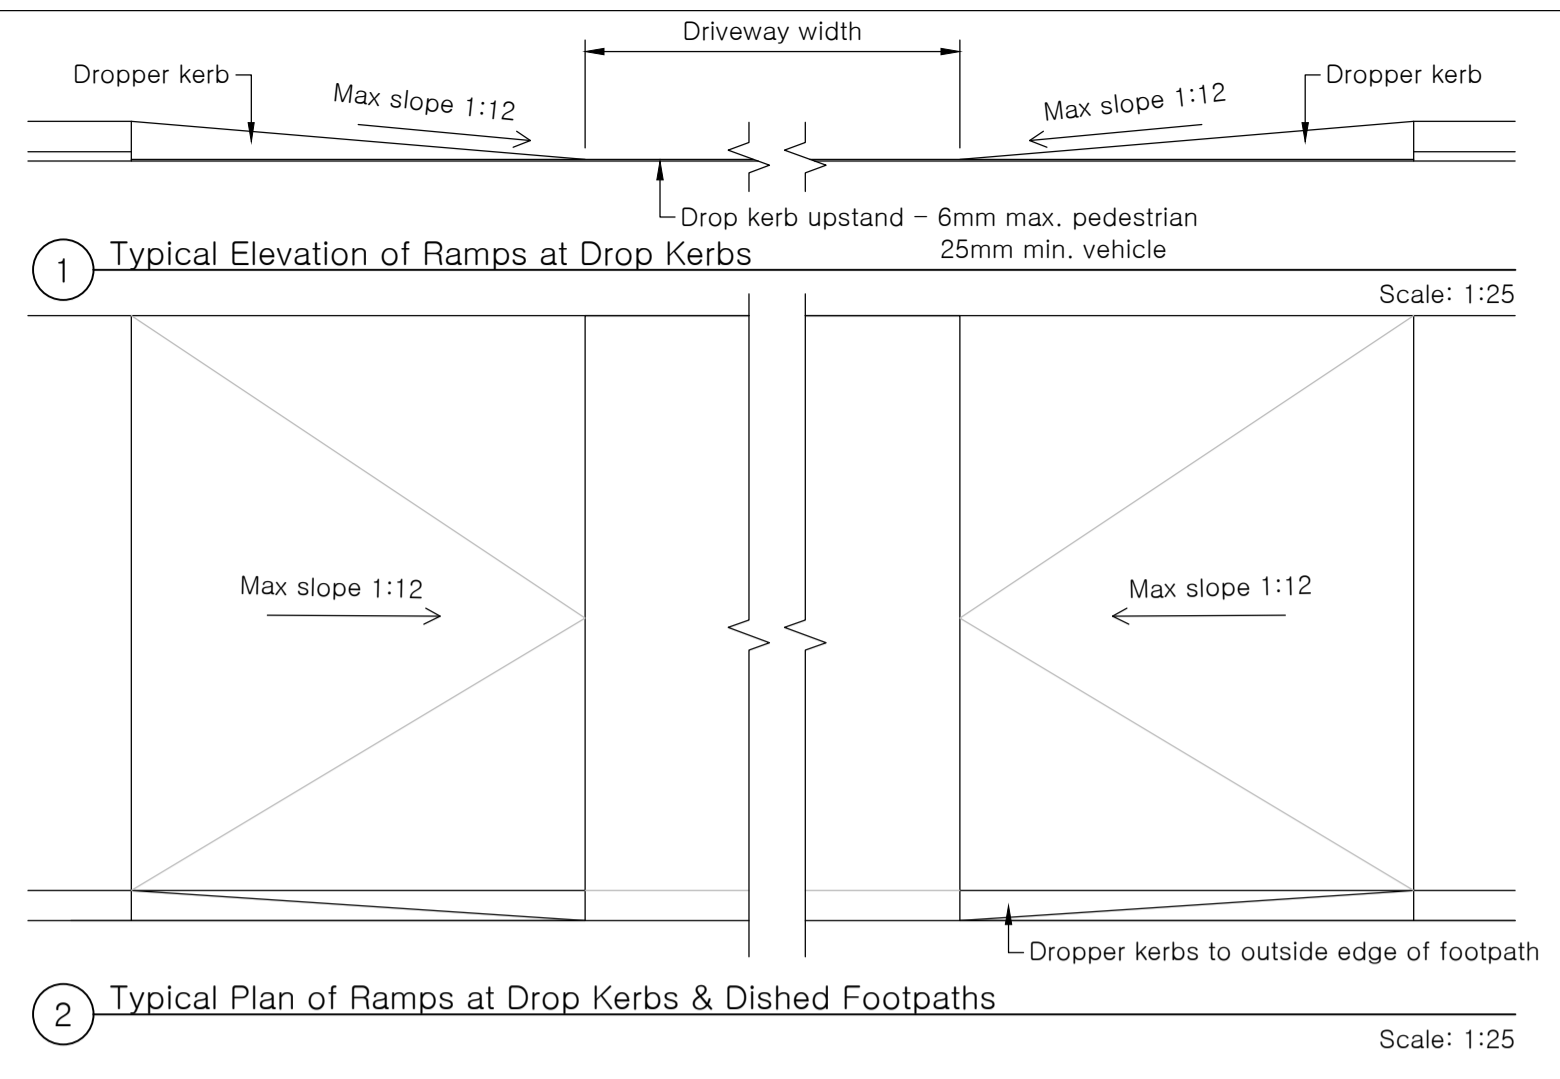 Driveway width
Dropper kerb
Max slope 1:12
Max slope 1:12
Dropper kerb
Drop kerb upstand - 6mm max. pedestrian
25mm min. vehicle
1
Typical Elevation of Ramps at Drop Kerbs
Scale: 1:25
Max slope 1:12
Max slope 1:12
Dropper kerbs to outside edge of footpath
2
Typical Plan of Ramps at Drop Kerbs & Dished Footpaths
Scale: 1:25